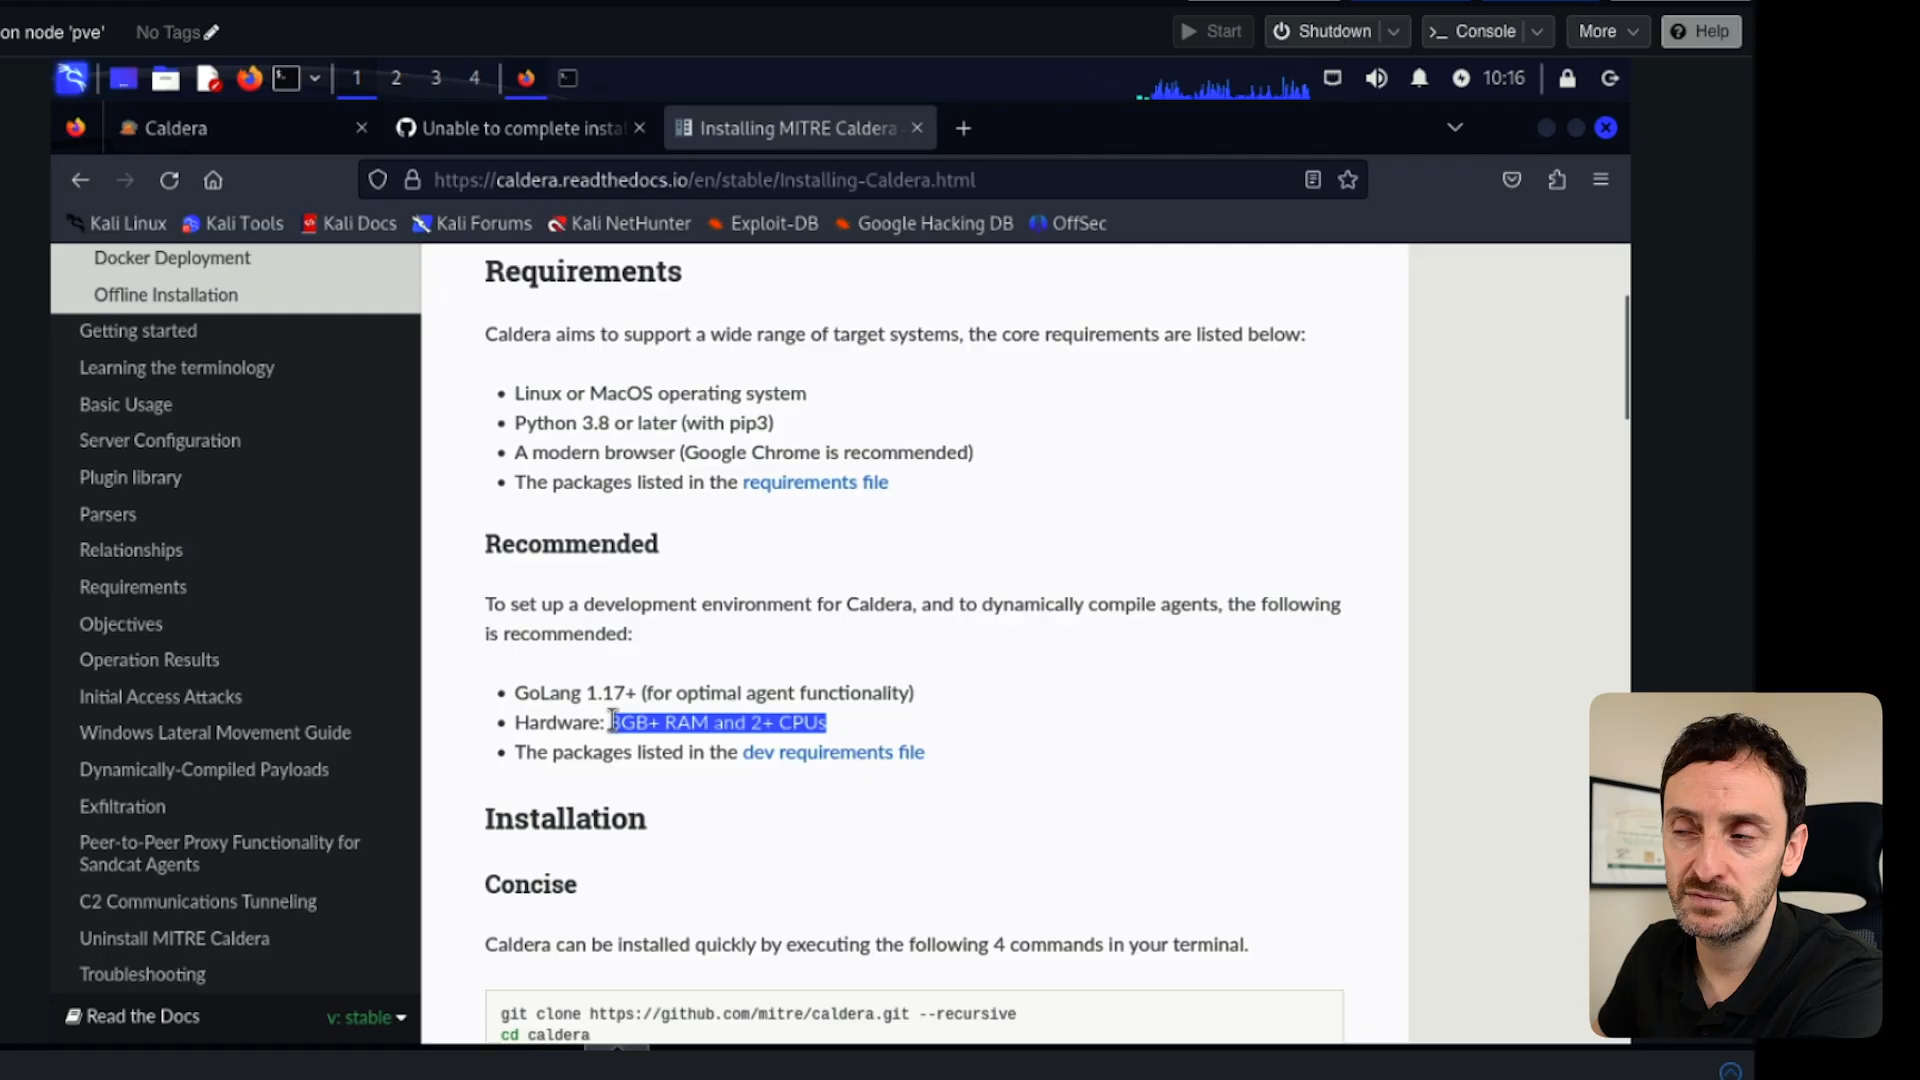 on node 'pve'
No Tags
Start
Shutdown
Console
More
Help
1
2
3
4
10:16
Caldera
Unable to complete instal
Installing MITRE Caldera
https://caldera.readthedocs.io/en/stable/Installing-Caldera.html
Kali Linux
Kali Tools
Kali Docs
Kali Forums
Kali NetHunter
Exploit-DB
Google Hacking DB
OffSec
Docker Deployment
Offline Installation
Getting started
Learning the terminology
Basic Usage
Server Configuration
Plugin library
Parsers
Relationships
Requirements
Objectives
Operation Results
Initial Access Attacks
Windows Lateral Movement Guide
Dynamically-Compiled Payloads
Exfiltration
Peer-to-Peer Proxy Functionality for
Sandcat Agents
C2 Communications Tunneling
Uninstall MITRE Caldera
Troubleshooting
Read the Docs
v: stable
Requirements
Caldera aims to support a wide range of target systems, the core requirements are listed below:
• Linux or MacOS operating system
• Python 3.8 or later (with pip3)
• A modern browser (Google Chrome is recommended)
• The packages listed in the requirements file
Recommended
To set up a development environment for Caldera, and to dynamically compile agents, the following
is recommended:
• GoLang 1.17+ (for optimal agent functionality)
• Hardware: 8GB+ RAM and 2+ CPUs
• The packages listed in the dev requirements file
Installation
Concise
Caldera can be installed quickly by executing the following 4 commands in your terminal.
git clone https://github.com/mitre/caldera.git --recursive
cd caldera